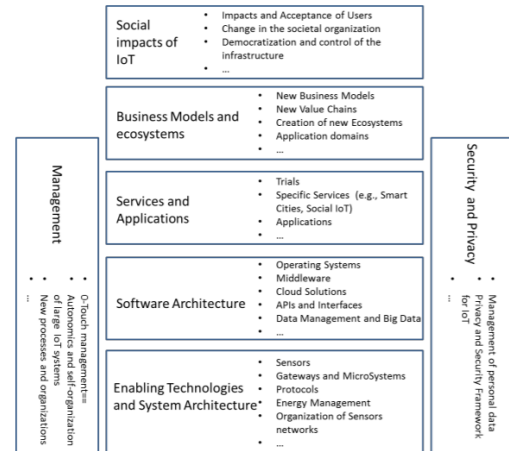 Social
impacts of
IoT
• Impacts and Acceptance of Users
• Change in the societal organization
• Democratization and control of the
infrastructure
• ...
Business Models and
ecosystems
• New Business Models
• New Value Chains
• Creation of new Ecosystems
• Application domains
• ...
Services and
Applications
• Trials
• Specific Services (e.g., Smart
Cities, Social IoT)
• Applications
• ...
Software Architecture
• Operating Systems
• Middleware
• Cloud Solutions
• APIs and Interfaces
• Data Management and Big Data
• ...
Enabling Technologies
and System Architecture
• Sensors
• Gateways and MicroSystems
• Protocols
• Energy Management
• Organization of Sensors
networks
• ...
Management
• 0-Touch management==
• Autonomics and self-organization
of large IoT systems
• New processes and organizations
...
Security and Privacy
• Management of personal data
• Privacy and Security Framework
for IoT
• ...